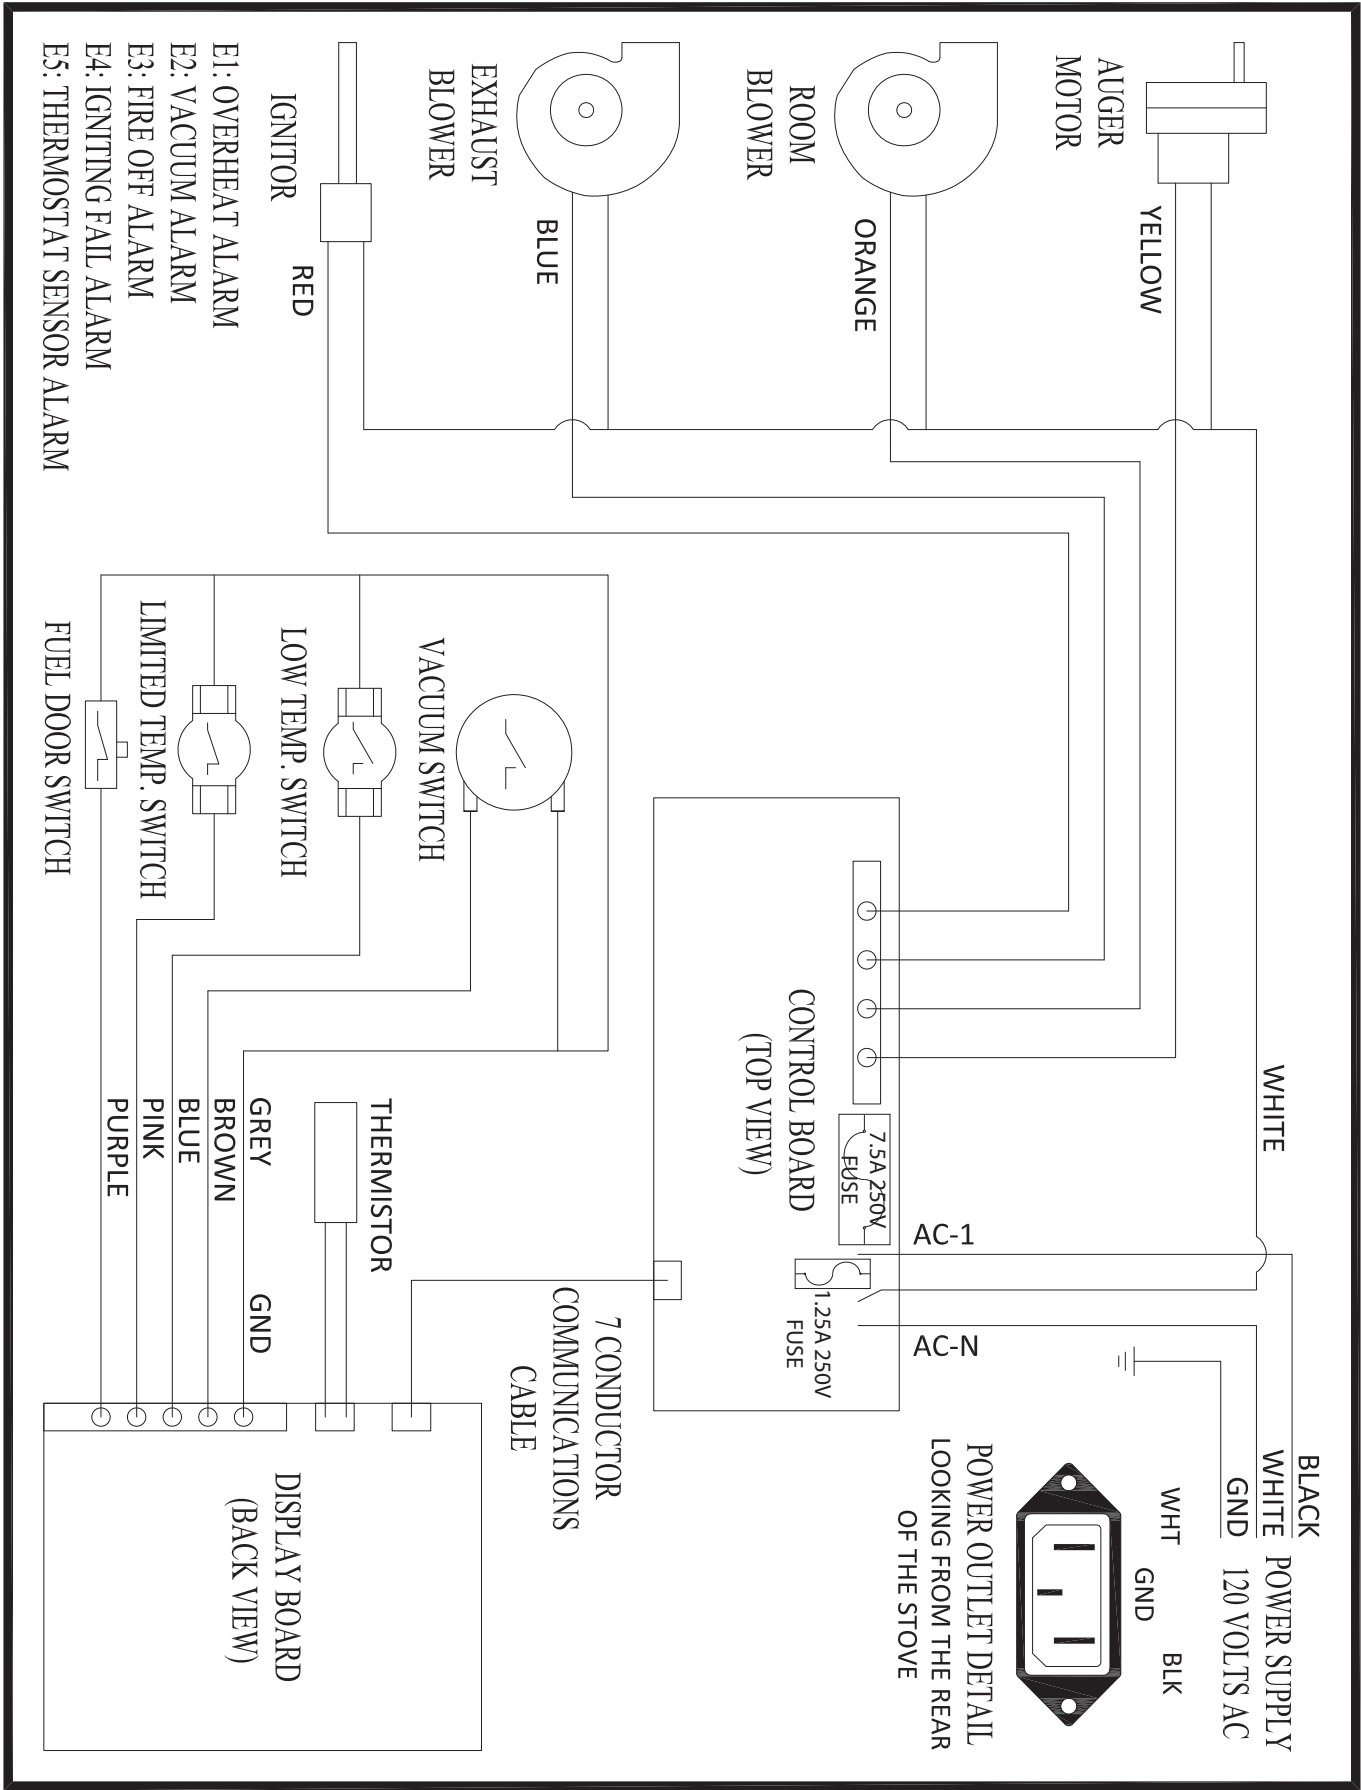 AUGER
MOTOR
YELLOW
ROOM
BLOWER
ORANGE
EXHAUST
BLOWER
BLUE
IGNITOR
RED
E1: OVERHEAT ALARM
E2: VACUUM ALARM
E3: FIRE OFF ALARM
E4: IGNITING FAIL ALARM
E5: THERMOSTAT SENSOR ALARM
WHITE
VACUUM SWITCH
LOW TEMP. SWITCH
LIMITED TEMP. SWITCH
FUEL DOOR SWITCH
CONTROL BOARD
(TOP VIEW)
7.5A 250V
FUSE
1.25A 250V
FUSE
AC-1
AC-N
BLACK
WHITE
GND
POWER SUPPLY
120 VOLTS AC
WHT
GND
BLK
POWER OUTLET DETAIL
LOOKING FROM THE REAR
OF THE STOVE
7 CONDUCTOR
COMMUNICATIONS
CABLE
THERMISTOR
GREY
GND
BROWN
BLUE
PINK
PURPLE
DISPLAY BOARD
(BACK VIEW)